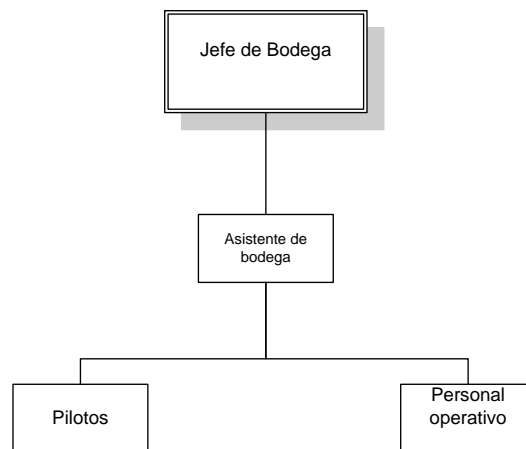 Jefe de Bodega
Asistente de
bodega
Pilotos
Personal
operativo